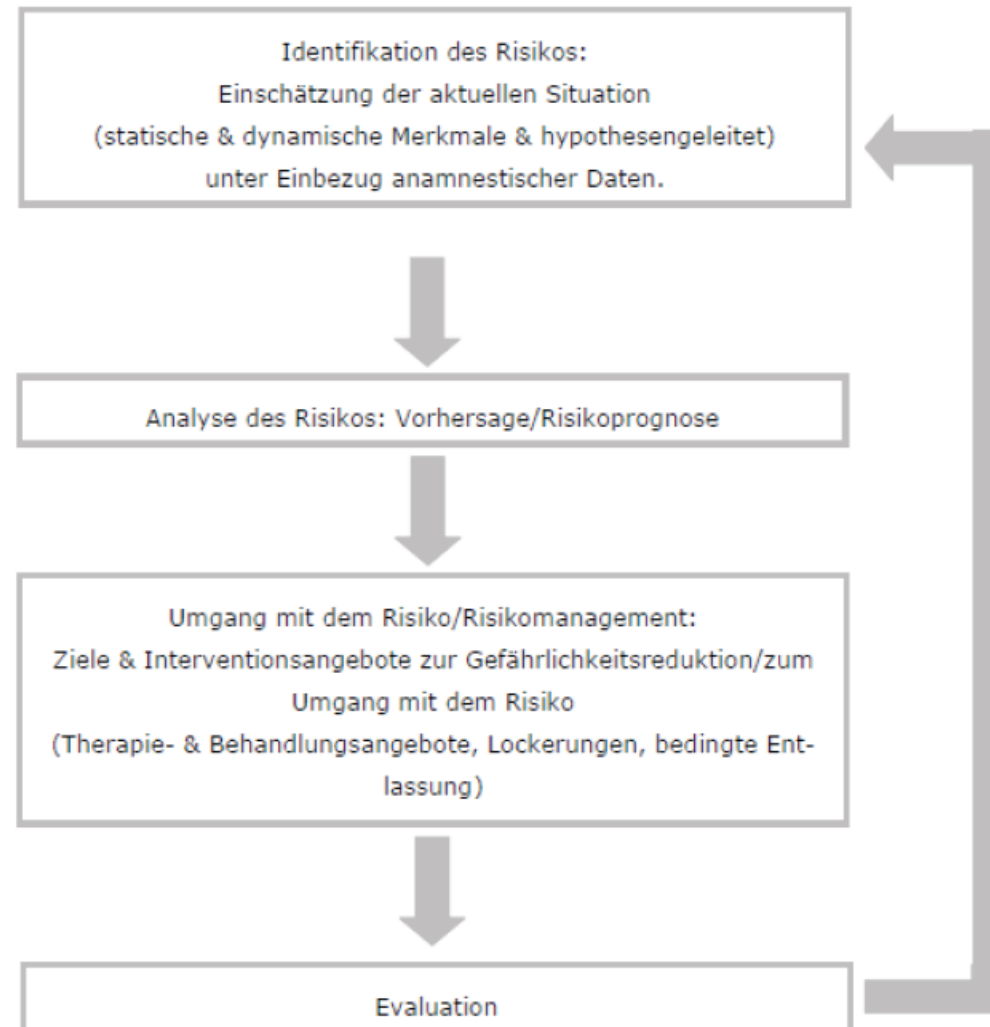 Identifikation des Risikos:
Einschätzung der aktuellen Situation
(statische & dynamische Merkmale & hypothesengeleitet)
unter Einbezug anamnestischer Daten.
Analyse des Risikos: Vorhersage/Risikoprognose
Umgang mit dem Risiko/Risikomanagement:
Ziele & Interventionsangebote zur Gefährlichkeitsreduktion/zum
Umgang mit dem Risiko
(Therapie- & Behandlungsangebote, Lockerungen, bedingte Ent-
lassung)
Evaluation